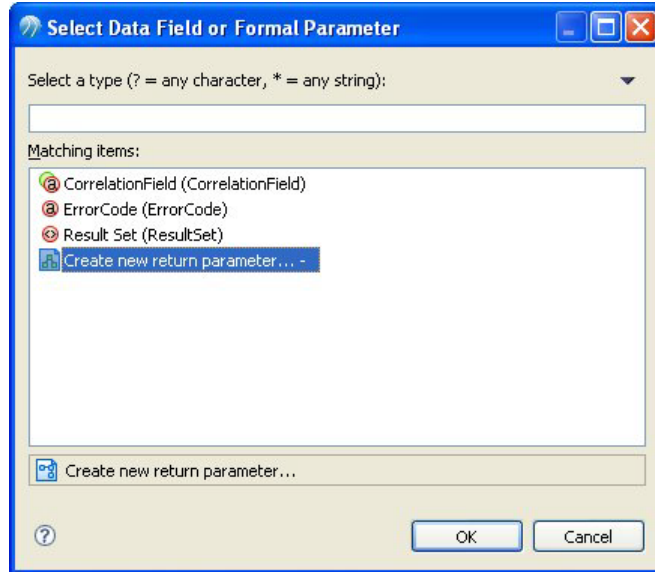 Select Data Field or Formal Parameter
Select a type (? = any character, * = any string):
Matching items:
CorrelationField (CorrelationField)
ErrorCode (ErrorCode)
Result Set (ResultSet)
Create new return parameter... -
Create new return parameter...
OK Cancel